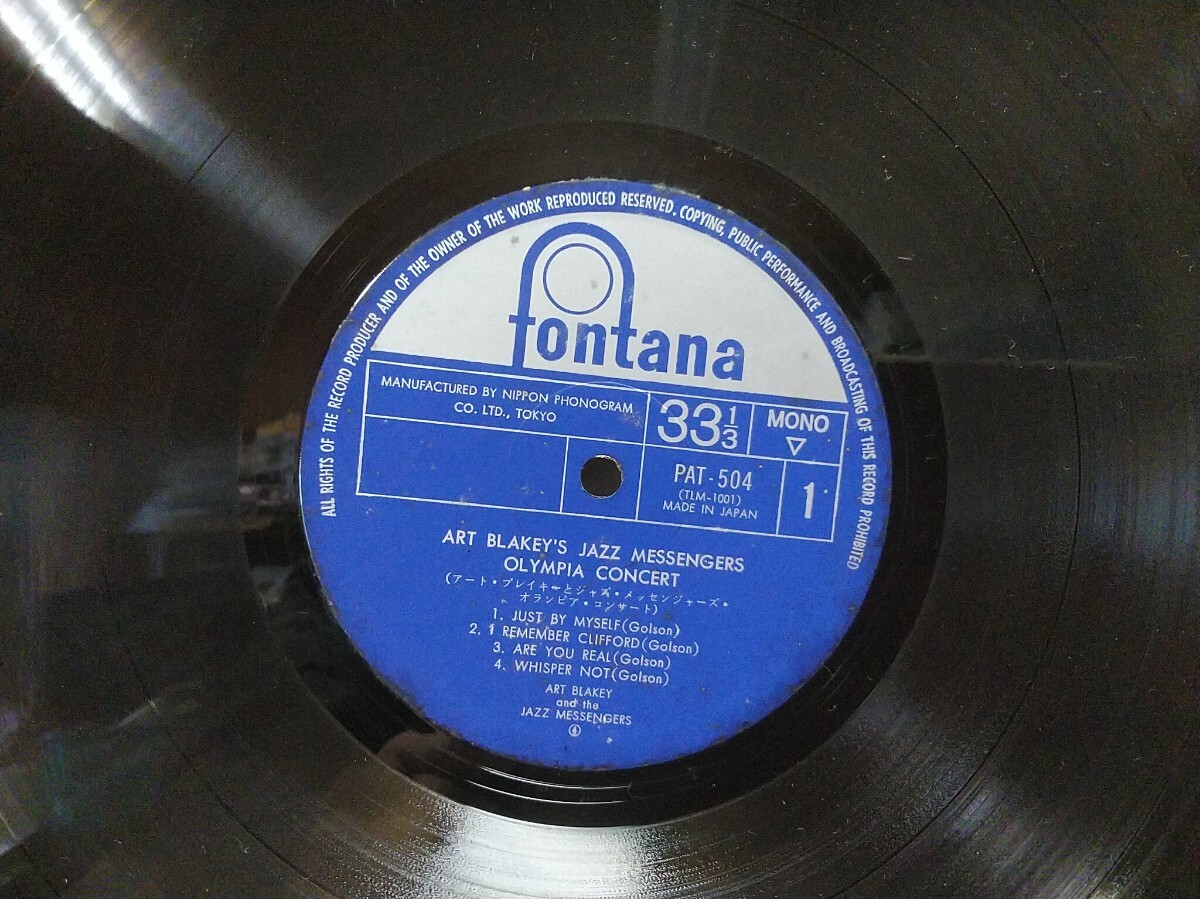 ALL RIGHTS OF THE RECORD PRODUCER AND OF THE OWNER OF THE WORK REPRODUCED RESERVED. COPYING, PUBLIC PERFORMANCE AND BROADCASTING OF THIS RECORD PROHIBITED
fontana
MANUFACTURED BY NIPPON PHONOGRAM
CO. LTD., TOKYO
33 1/3
MONO
▽
PAT-504
(TLM-1001)
MADE IN JAPAN
1
ART BLAKEY'S JAZZ MESSENGERS
OLYMPIA CONCERT
(アート・ブレイキーとジャズ・メッセンジャーズ・
オランピア・コンサート)
1. JUST BY MYSELF(Golson)
2. I REMEMBER CLIFFORD(Golson)
3. ARE YOU REAL(Golson)
4. WHISPER NOT(Golson)
ART BLAKEY
and the
JAZZ MESSENGERS